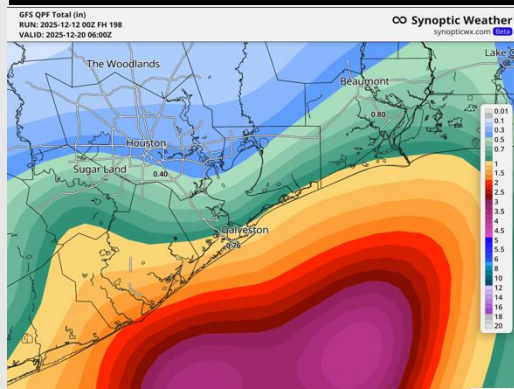 GFS QPF Total (in)
RUN: 2025-12-12 00Z FH 198
VALID: 2025-12-20 06:00Z
Synoptic Weather
synopticwx.com Beta
The Woodlands
Lake C
Beaumont
0.80
Houston
Sugar Land
0.40
Galveston
0.26
0.01
0.1
0.3
0.5
0.7
1
1.5
2
2.5
3
3.5
4
4.5
5
5.5
6
8
10
12
14
16
18
20